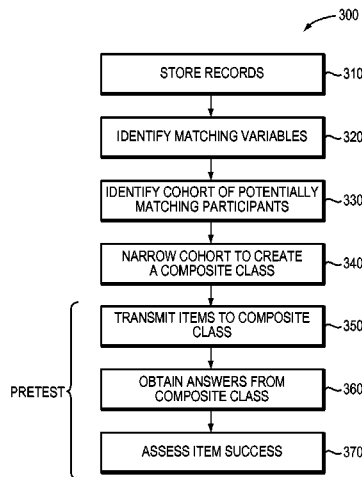 300
STORE RECORDS
310
IDENTIFY MATCHING VARIABLES
320
IDENTIFY COHORT OF POTENTIALLY
MATCHING PARTICIPANTS
330
NARROW COHORT TO CREATE
A COMPOSITE CLASS
340
TRANSMIT ITEMS TO COMPOSITE
CLASS
350
PRETEST
OBTAIN ANSWERS FROM
COMPOSITE CLASS
360
ASSESS ITEM SUCCESS
370